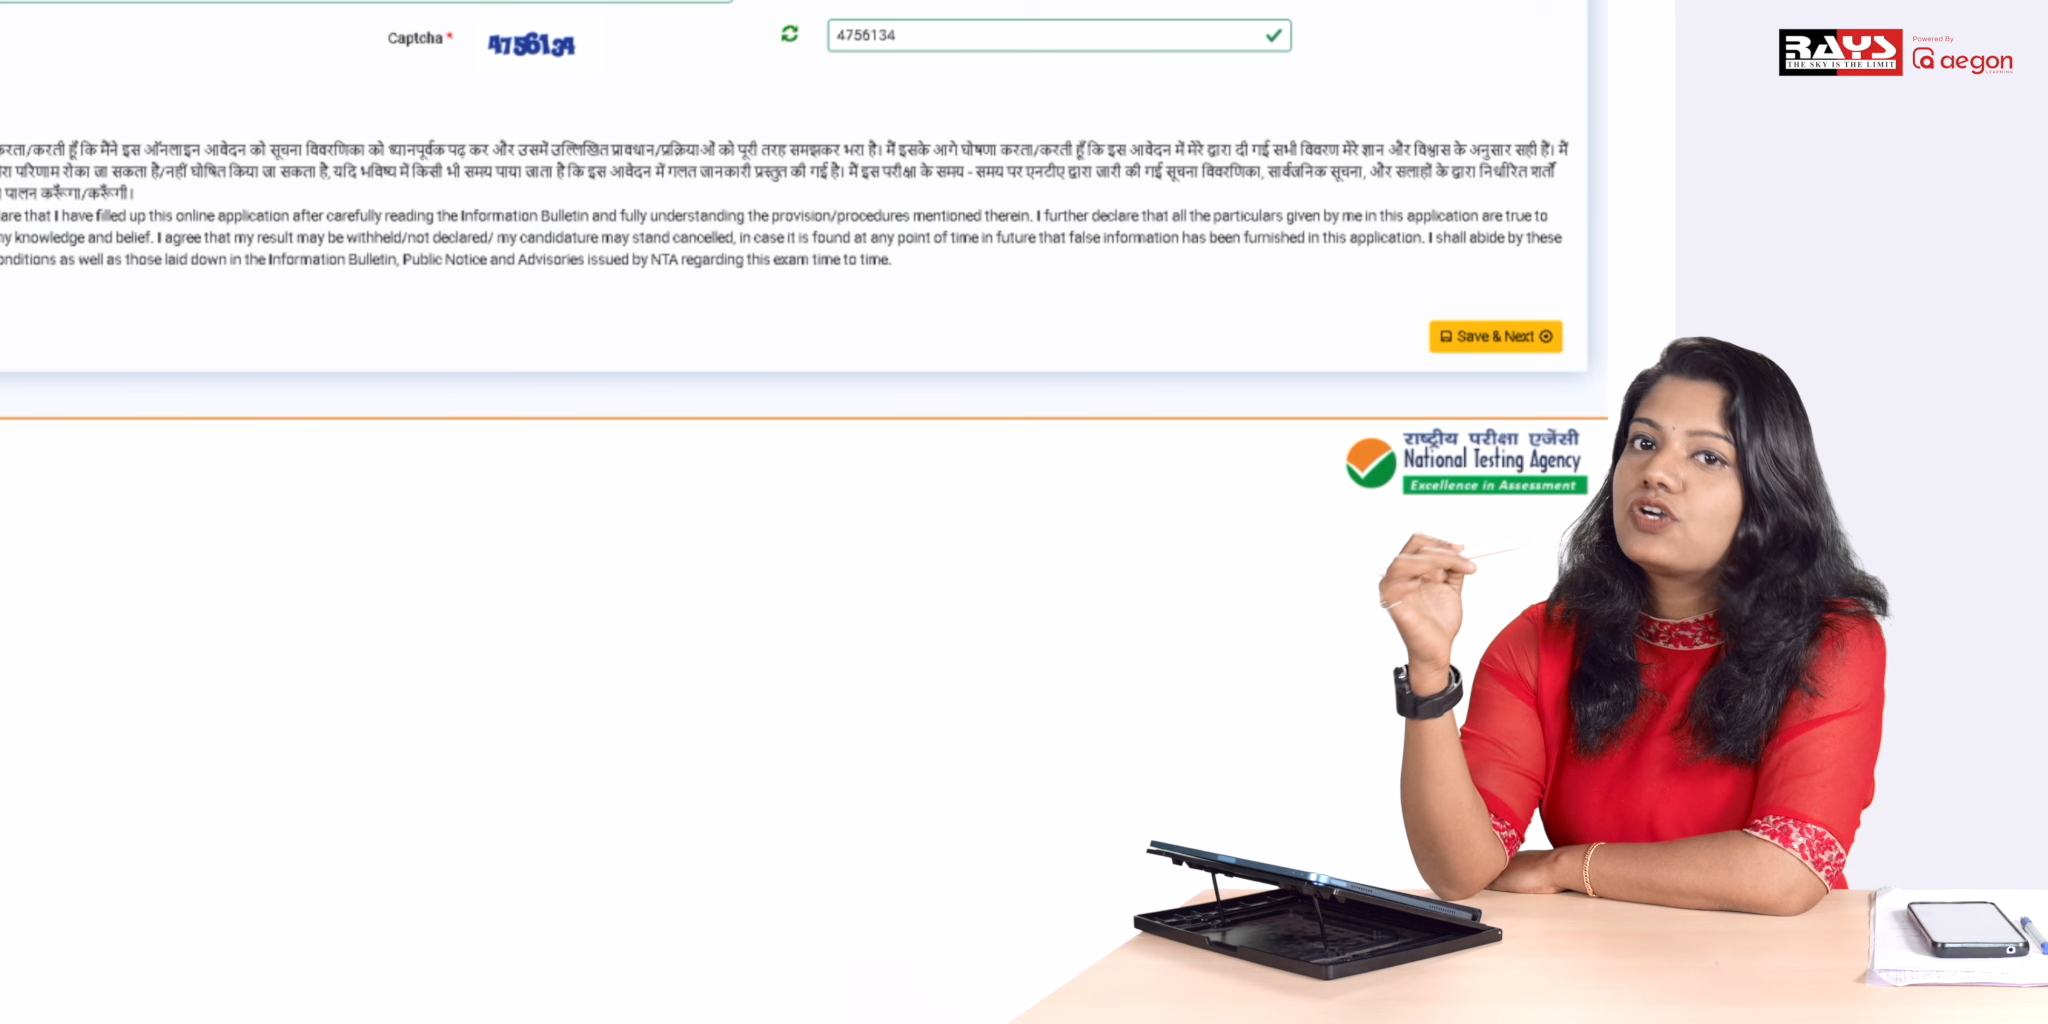 Captcha * 4756134 4756134
RAYS
THE SKY IS THE LIMIT
Powered By
aegon
LEARNING
करता/करती हूँ कि मैंने इस ऑनलाइन आवेदन को सूचना विवरणिका को ध्यानपूर्वक पढ़ कर और उसमें उल्लिखित प्रावधान/प्रक्रियाओं को पूरी तरह समझकर भरा है। मैं इसके आगे घोषणा करता/करती हूँ कि इस आवेदन में मेरे द्वारा दी गई सभी विवरण मेरे ज्ञान और विश्वास के अनुसार सही हैं। मैं
परिणाम रोका जा सकता है/नहीं घोषित किया जा सकता है, यदि भविष्य में किसी भी समय पाया जाता है कि इस आवेदन में गलत जानकारी प्रस्तुत की गई है। मैं इस परीक्षा के समय - समय पर एनटीए द्वारा जारी की गई सूचना विवरणिका, सार्वजनिक सूचना, और सलाहों के द्वारा निर्धारित शर्तों
पालन करूँगा/करूँगी।
are that I have filled up this online application after carefully reading the Information Bulletin and fully understanding the provision/procedures mentioned therein. I further declare that all the particulars given by me in this application are true to
my knowledge and belief. I agree that my result may be withheld/not declared/ my candidature may stand cancelled, in case it is found at any point of time in future that false information has been furnished in this application. I shall abide by these
onditions as well as those laid down in the Information Bulletin, Public Notice and Advisories issued by NTA regarding this exam time to time.
Save & Next
राष्ट्रीय परीक्षा एजेंसी
National Testing Agency
Excellence in Assessment